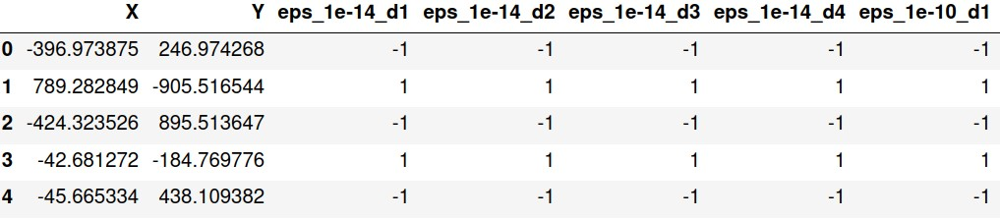 X Y eps_1e-14_d1 eps_1e-14_d2 eps_1e-14_d3 eps_1e-14_d4 eps_1e-10_d1
0 -396.973875 246.974268 -1 -1 -1 -1 -1
1 789.282849 -905.516544 1 1 1 1 1
2 -424.323526 895.513647 -1 -1 -1 -1 -1
3 -42.681272 -184.769776 1 1 1 1 1
4 -45.665334 438.109382 -1 -1 -1 -1 -1